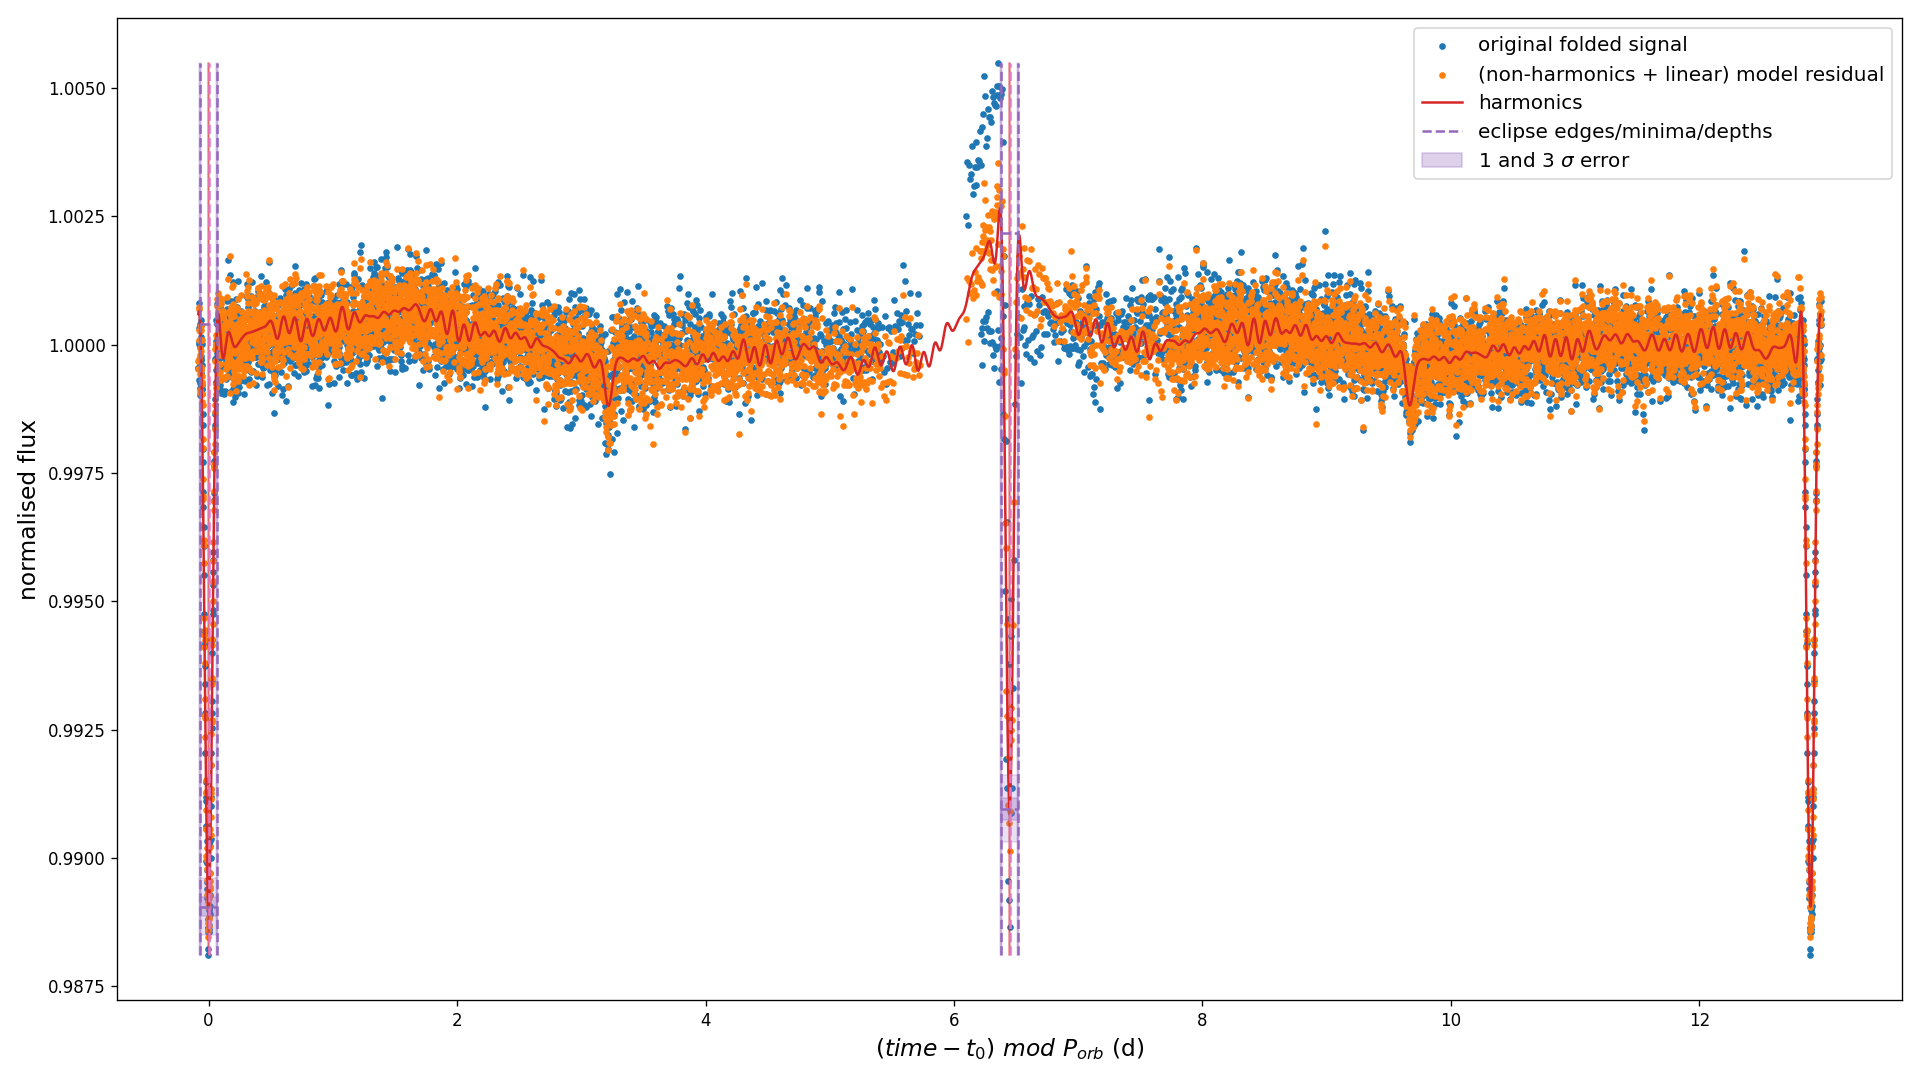 original folded signal
(non-harmonics + linear) model residual
harmonics
eclipse edges/minima/depths
1 and 3 σ error
1.0050
1.0025
1.0000
0.9975
0.9950
0.9925
0.9900
0.9875
normalised flux
0 2 4 6 8 10 12
(time − t₀) mod Pₒᵣb (d)